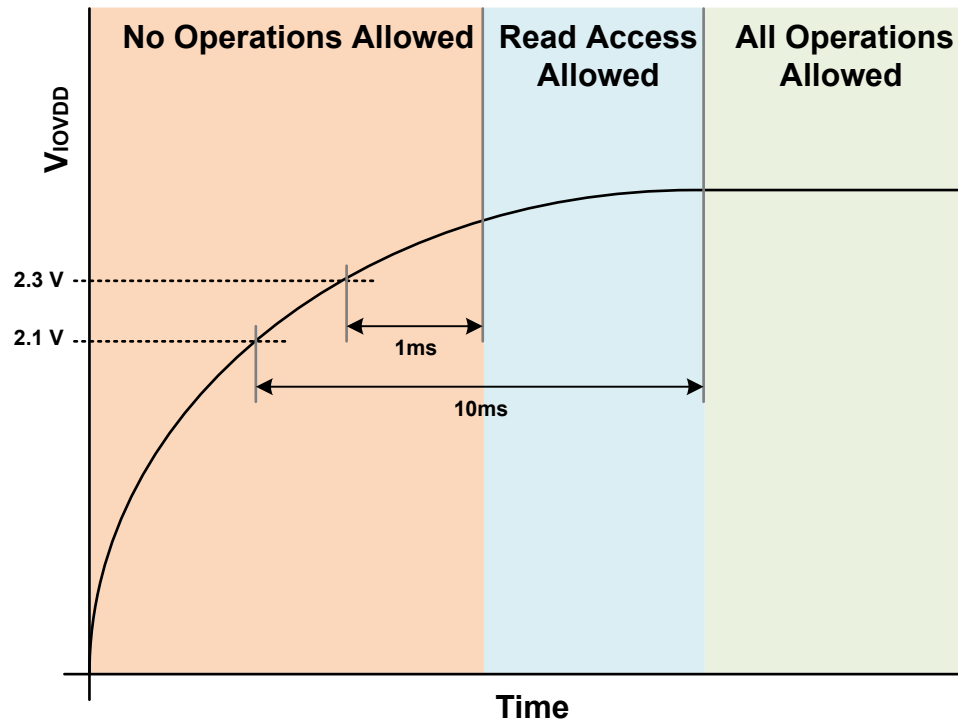 No Operations Allowed
Read Access
Allowed
All Operations
Allowed
VIOVDD
2.3 V
2.1 V
1ms
10ms
Time